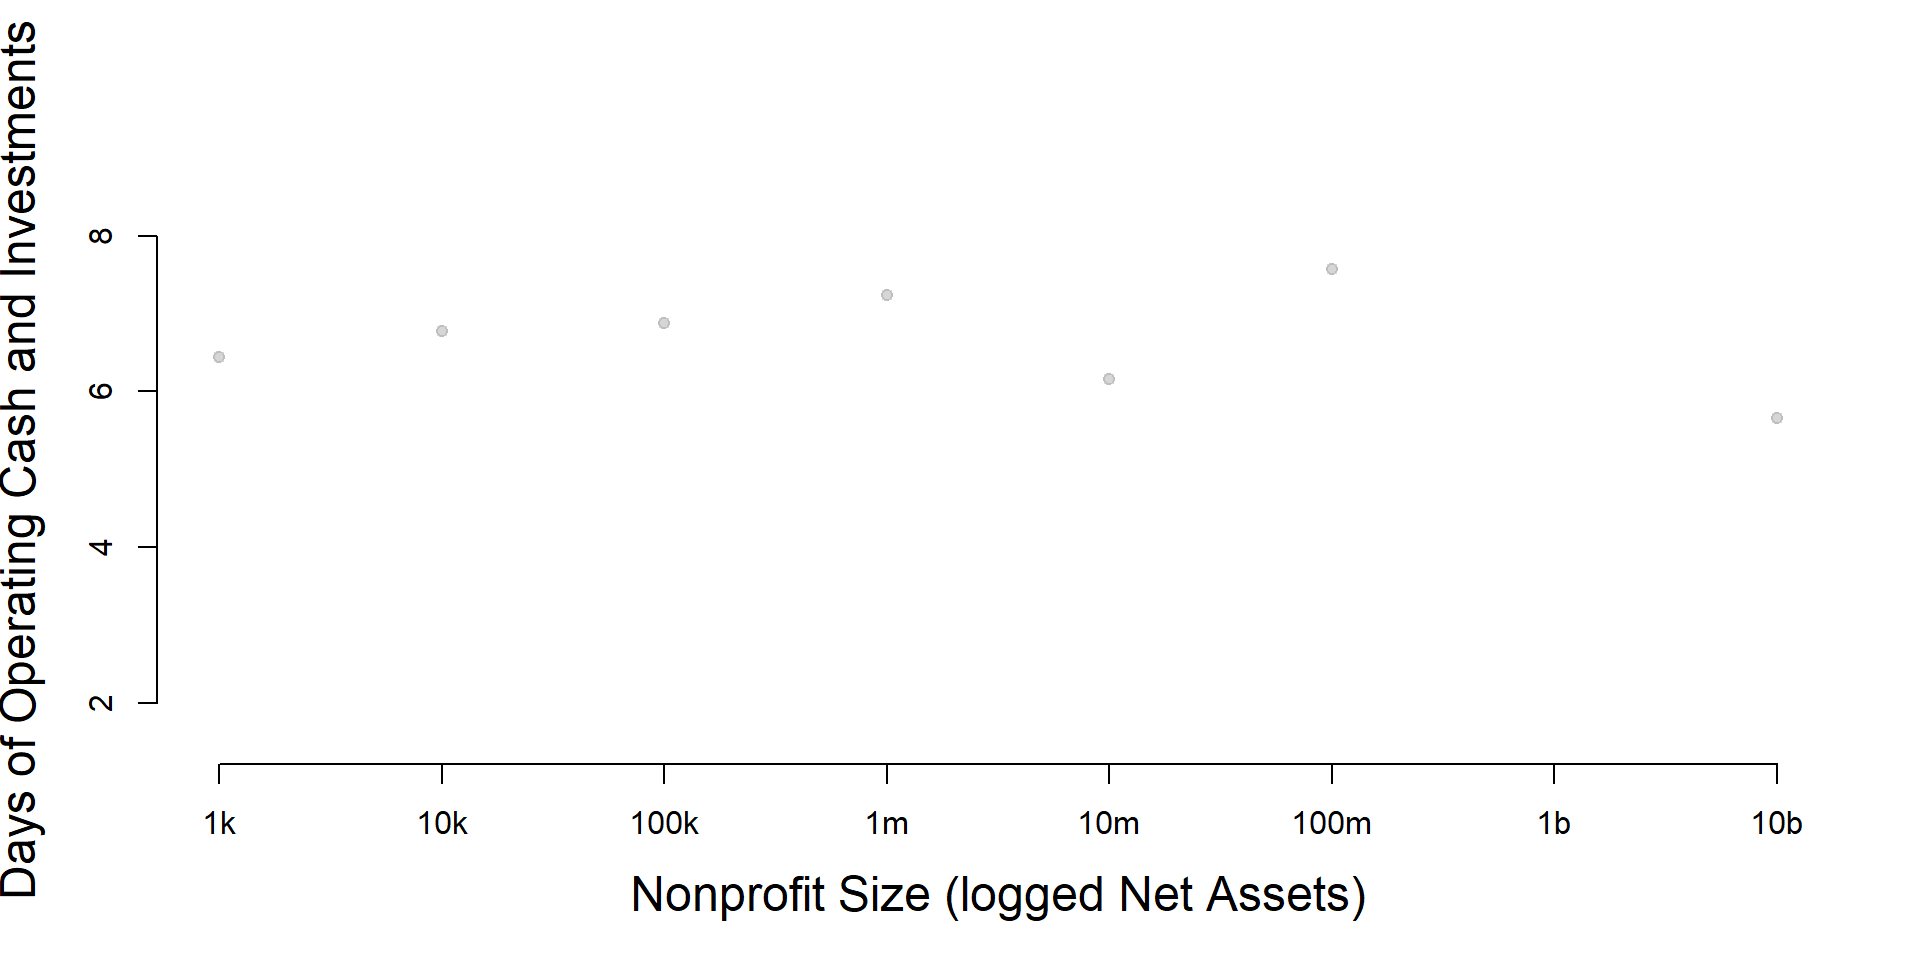 Days of Operating Cash and Investments
8
6
4
2
1k 10k 100k 1m 10m 100m 1b 10b
Nonprofit Size (logged Net Assets)